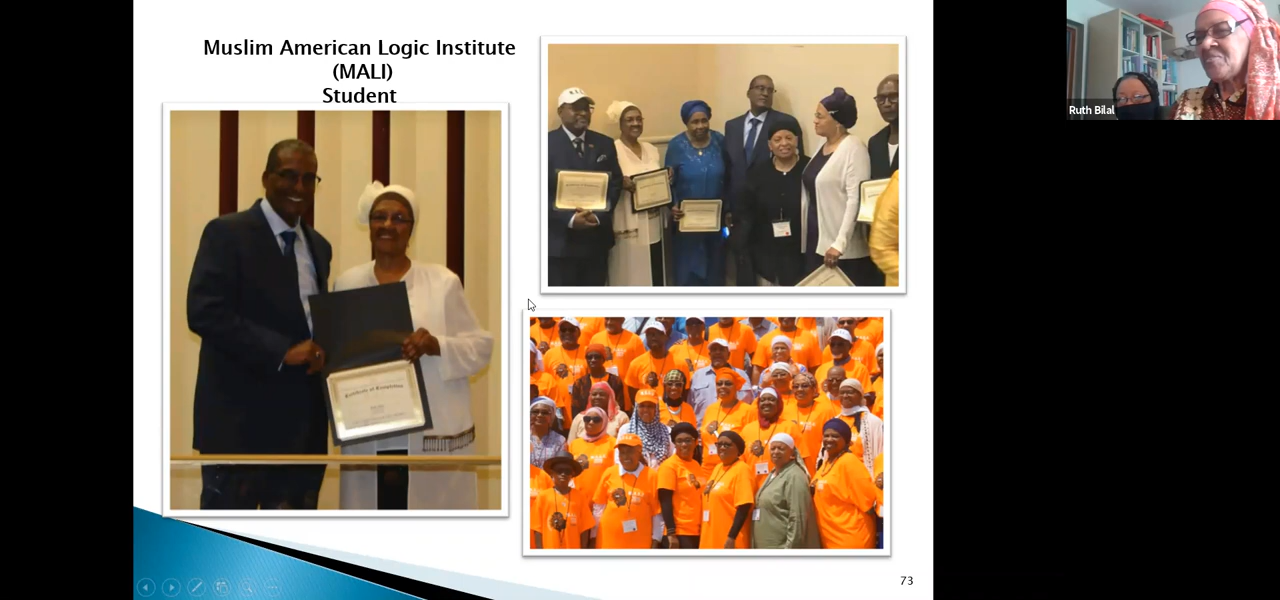 Muslim American Logic Institute
(MALI)
Student
Certificate of Completion
Ruth Bilal
73